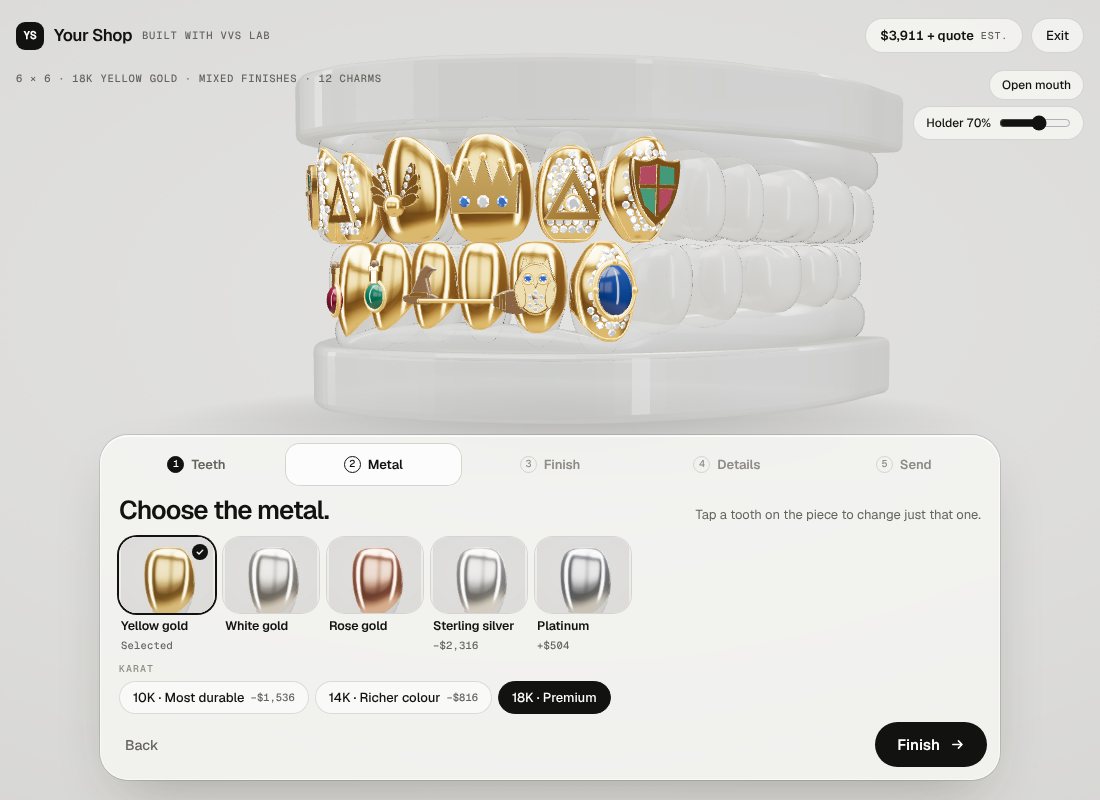 YS Your Shop BUILT WITH VVS LAB
$3,911 + quote EST. Exit
6 × 6 · 18K YELLOW GOLD · MIXED FINISHES · 12 CHARMS
Open mouth
Holder 70%
1 Teeth 2 Metal 3 Finish 4 Details 5 Send
Choose the metal.
Tap a tooth on the piece to change just that one.
Yellow gold White gold Rose gold Sterling silver Platinum
Selected −$2,316 +$504
KARAT
10K · Most durable −$1,536 14K · Richer colour −$816 18K · Premium
Back Finish →